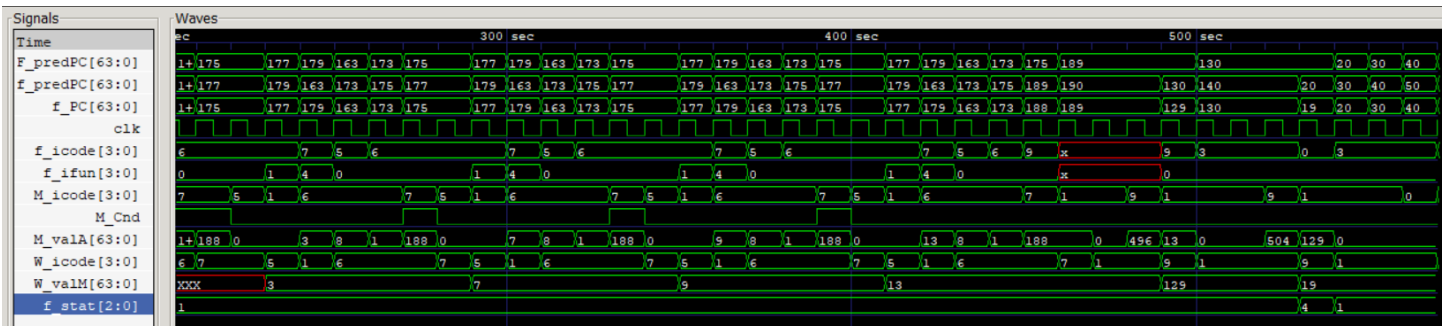 Signals Waves
Time ec 300 sec 400 sec 500 sec
F_predPC[63:0] 1+ 175 177 179 163 173 175 177 179 163 173 175 177 179 163 173 175 177 179 163 173 175 189 130 20 30 40
f_predPC[63:0] 1+ 177 179 163 173 175 177 179 163 173 175 177 179 163 173 175 177 179 163 173 175 189 190 130 140 20 30 40 50
f_PC[63:0] 1+ 175 177 179 163 173 175 177 179 163 173 175 177 179 163 173 175 177 179 163 173 188 189 129 130 19 20 30 40
clk
f_icode[3:0] 6 7 5 6 7 5 6 7 5 6 7 5 6 9 x 9 3 0 3
f_ifun[3:0] 0 1 4 0 1 4 0 1 4 0 1 4 0 x 0
M_icode[3:0] 7 5 1 6 7 5 1 6 7 5 1 6 7 5 1 6 7 1 9 1 9 1 0
M_Cnd
M_valA[63:0] 1+ 188 0 3 8 1 188 0 7 8 1 188 0 9 8 1 188 0 13 8 1 188 0 496 13 0 504 129 0
W_icode[3:0] 6 7 5 1 6 7 5 1 6 7 5 1 6 7 5 1 6 7 1 9 1 9 1
W_valM[63:0] XXX 3 7 9 13 129 19
f_stat[2:0] 1 4 1